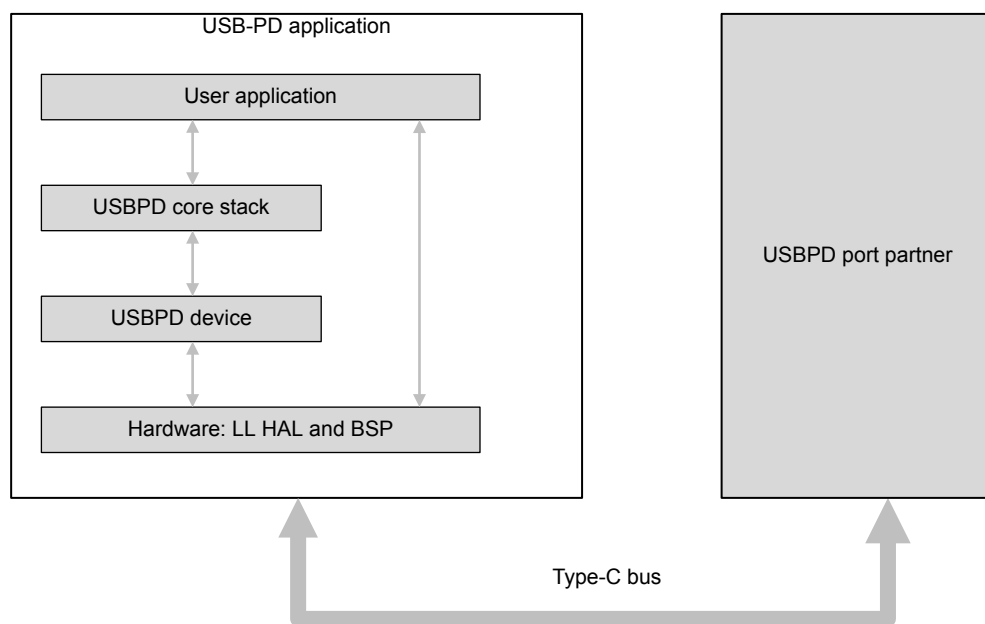 USB-PD application
User application
USBPD core stack
USBPD device
Hardware: LL HAL and BSP
USBPD port partner
Type-C bus